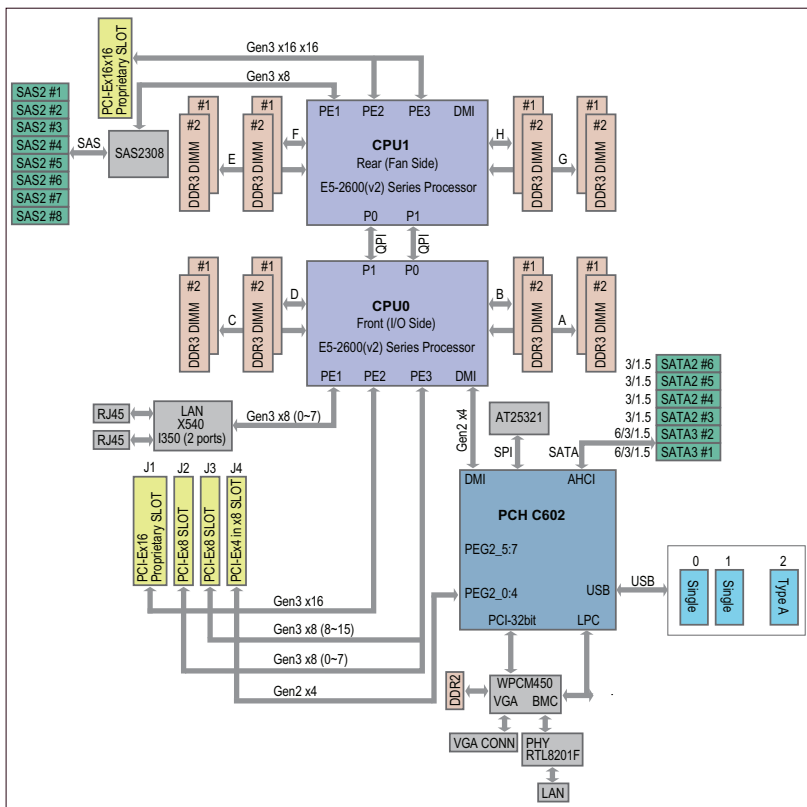 PCI-Ex16x16
Proprietary SLOT
Gen3 x16 x16
Gen3 x8
SAS2 #1
SAS2 #2
SAS2 #3
SAS2 #4
SAS2 #5
SAS2 #6
SAS2 #7
SAS2 #8
SAS
SAS2308
#1
#2
DDR3 DIMM
E
#1
#2
DDR3 DIMM
F
PE1
PE2
PE3
DMI
CPU1
Rear (Fan Side)
E5-2600(v2) Series Processor
P0
P1
H
#1
#2
DDR3 DIMM
G
#1
#2
DDR3 DIMM
QPI
QPI
#1
#2
DDR3 DIMM
C
#1
#2
DDR3 DIMM
D
P1
P0
CPU0
Front (I/O Side)
E5-2600(v2) Series Processor
PE1
PE2
PE3
DMI
B
#1
#2
DDR3 DIMM
A
#1
#2
DDR3 DIMM
3/1.5 SATA2 #6
3/1.5 SATA2 #5
3/1.5 SATA2 #4
3/1.5 SATA2 #3
6/3/1.5 SATA3 #2
6/3/1.5 SATA3 #1
RJ45
RJ45
LAN
X540
I350 (2 ports)
Gen3 x8 (0~7)
Gen2 x4
AT25321
SPI
SATA
J1
J2
J3
J4
PCI-Ex16
Proprietary SLOT
PCI-Ex8 SLOT
PCI-Ex8 SLOT
PCI-Ex4 in x8 SLOT
DMI
AHCI
PCH C602
PEG2_5:7
PEG2_0:4
USB
PCI-32bit
LPC
USB
0
1
2
Single
Single
Type A
Gen3 x16
Gen3 x8 (8~15)
Gen3 x8 (0~7)
Gen2 x4
DDR2
WPCM450
VGA
BMC
VGA CONN
PHY
RTL8201F
LAN